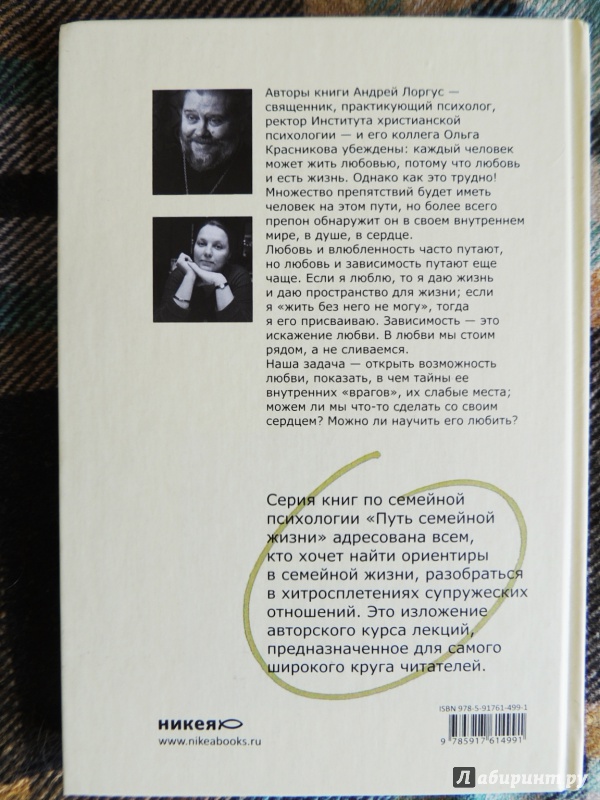 Авторы книги Андрей Лоргус —
священник, практикующий психолог,
ректор Института христианской
психологии — и его коллега Ольга
Красникова убеждены: каждый человек
может жить любовью, потому что любовь
и есть жизнь. Однако как это трудно!
Множество препятствий будет иметь
человек на этом пути, но более всего
препон обнаружит он в своем внутреннем
мире, в душе, в сердце.
Любовь и влюбленность часто путают,
но любовь и зависимость путают еще
чаще. Если я люблю, то я даю жизнь
и даю пространство для жизни; если
я «жить без него не могу», тогда
я его присваиваю. Зависимость — это
искажение любви. В любви мы стоим
рядом, а не сливаемся.
Наша задача — открыть возможность
любви, показать, в чем тайны ее
внутренних «врагов», их слабые места;
можем ли мы что-то сделать со своим
сердцем? Можно ли научить его любить?
Серия книг по семейной
психологии «Путь семейной
жизни» адресована всем,
кто хочет найти ориентиры
в семейной жизни, разобраться
в хитросплетениях супружеских
отношений. Это изложение
авторского курса лекций,
предназначенное для самого
широкого круга читателей.
никея
www.nikeabooks.ru
ISBN 978-5-91761-499-1
9 785917 614991
Лабиринт.ру